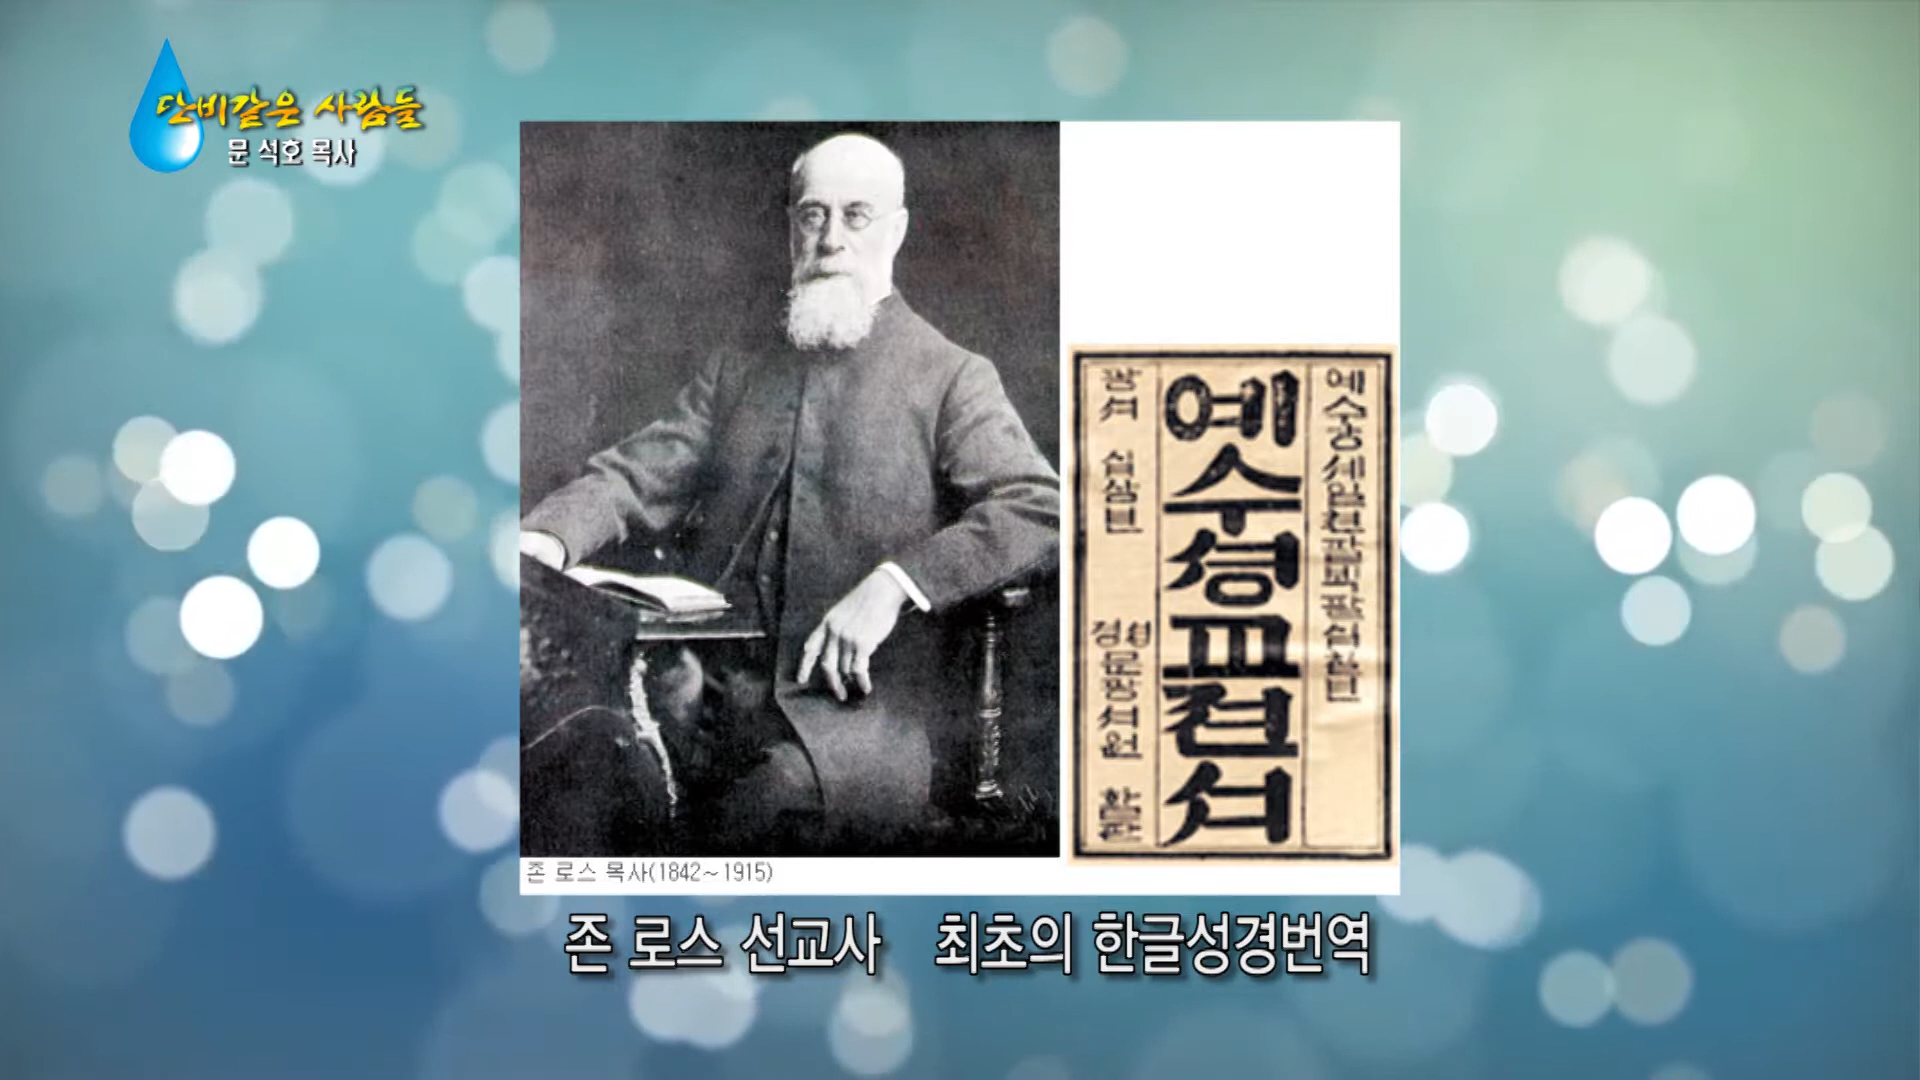 단비같은 사람들
문 석호 목사
예수성교젼셔
존 로스 목사(1842~1915)
존 로스 선교사 최초의 한글성경번역